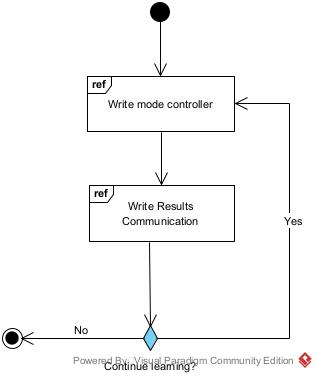 ref
Write mode controller
ref
Write Results
Communication
Yes
No
Powered By: Visual Paradigm Community Edition
Continue learning?